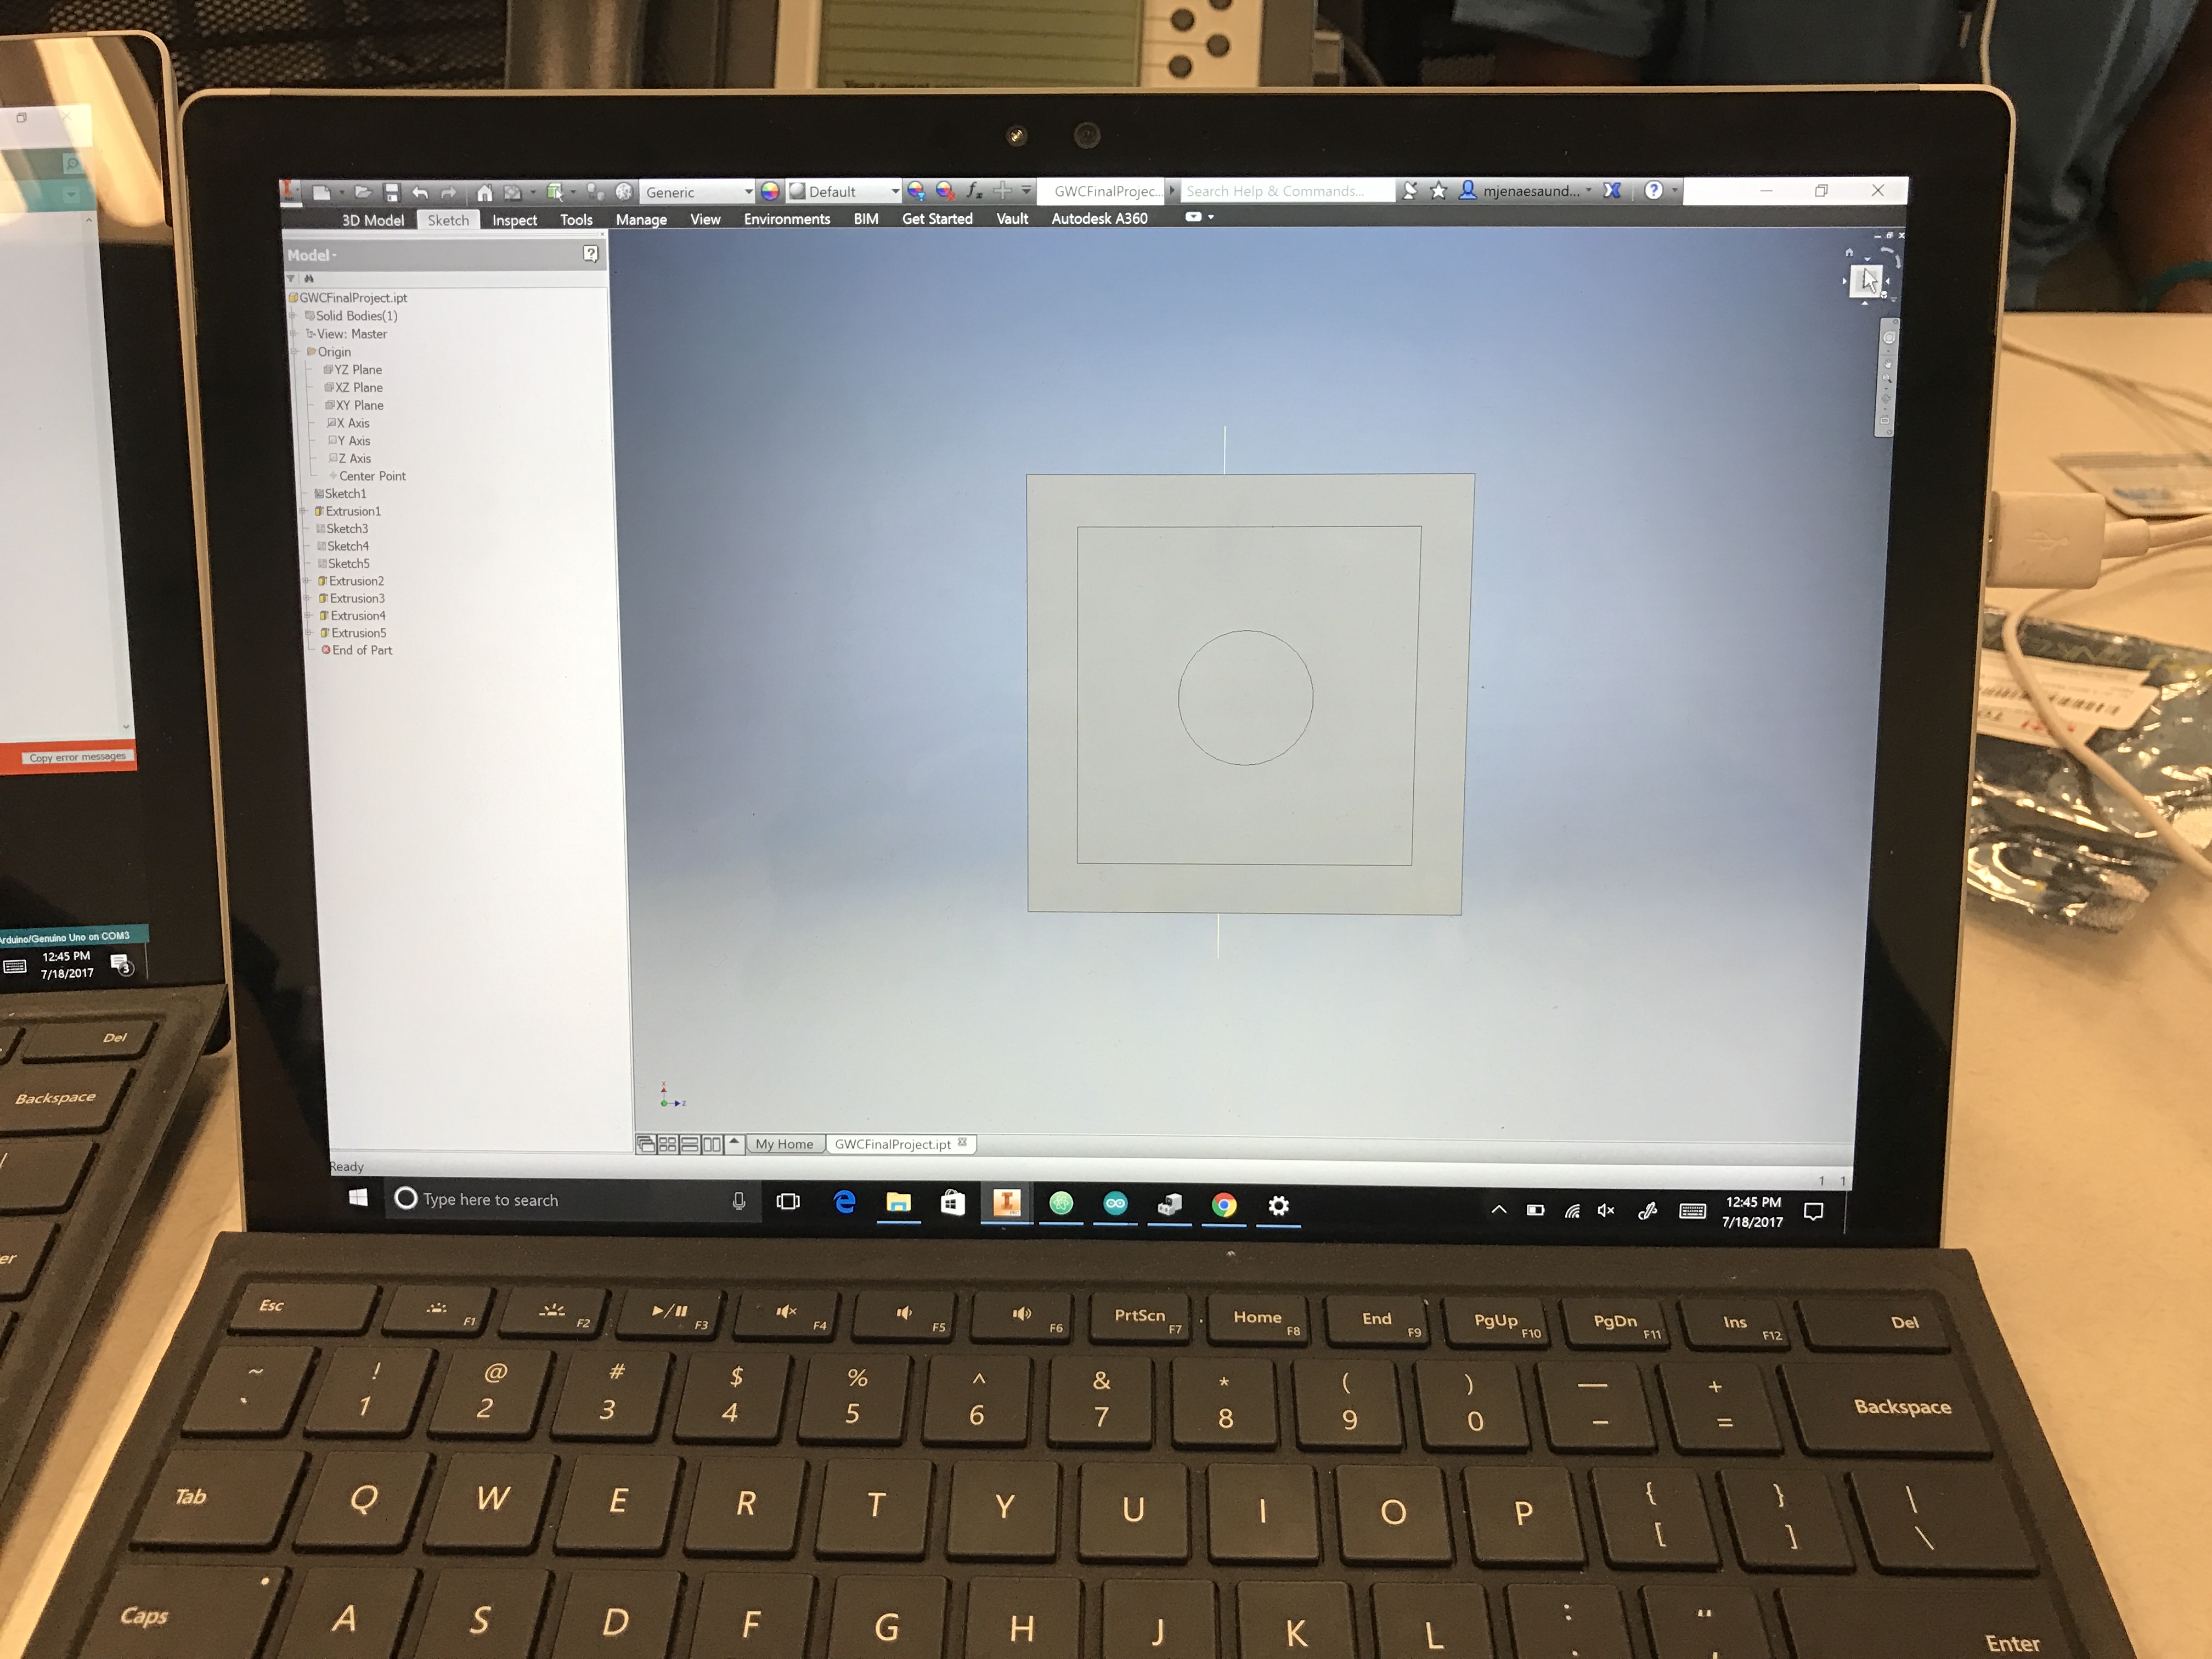 Generic
Default
fx
GWCFinalProjec...
Search Help & Commands...
mjenaesaund...
3D Model Sketch Inspect Tools Manage View Environments BIM Get Started Vault Autodesk A360
Model
GWCFinalProject.ipt
Solid Bodies(1)
View: Master
Origin
YZ Plane
XZ Plane
XY Plane
X Axis
Y Axis
Z Axis
Center Point
Sketch1
Extrusion1
Sketch3
Sketch4
Sketch5
Extrusion2
Extrusion3
Extrusion4
Extrusion5
End of Part
x
z
My Home GWCFinalProject.ipt
Ready
1 1
Type here to search
12:45 PM
7/18/2017
Copy error messages
Arduino/Genuino Uno on COM3
12:45 PM
7/18/2017
3
Del
Backspace
Esc F1 F2 F3 F4 F5 F6 PrtScn F7 Home F8 End F9 PgUp F10 PgDn F11 Ins F12 Del
~ ! @ # $ % ^ & * ( ) — +
` 1 2 3 4 5 6 7 8 9 0 – = Backspace
Tab Q W E R T Y U I O P { [ } ] | \
Caps A S D F G H J K L : ; " ' Enter